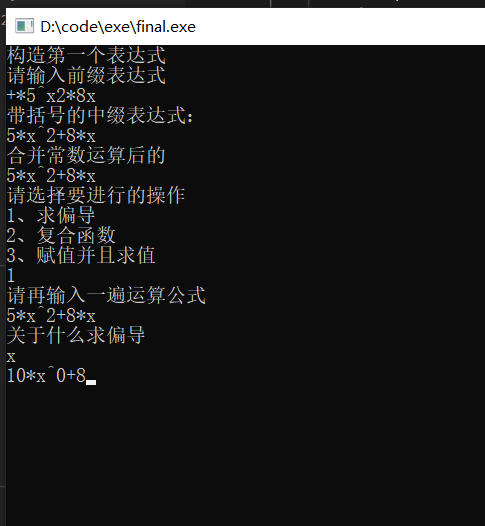 D:\code\exe\final.exe
构造第一个表达式
请输入前缀表达式
+*5^x2*8x
带括号的中缀表达式：
5*x^2+8*x
合并常数运算后的
5*x^2+8*x
请选择要进行的操作
1、求偏导
2、复合函数
3、赋值并且求值
1
请再输入一遍运算公式
5*x^2+8*x
关于什么求偏导
x
10*x^0+8